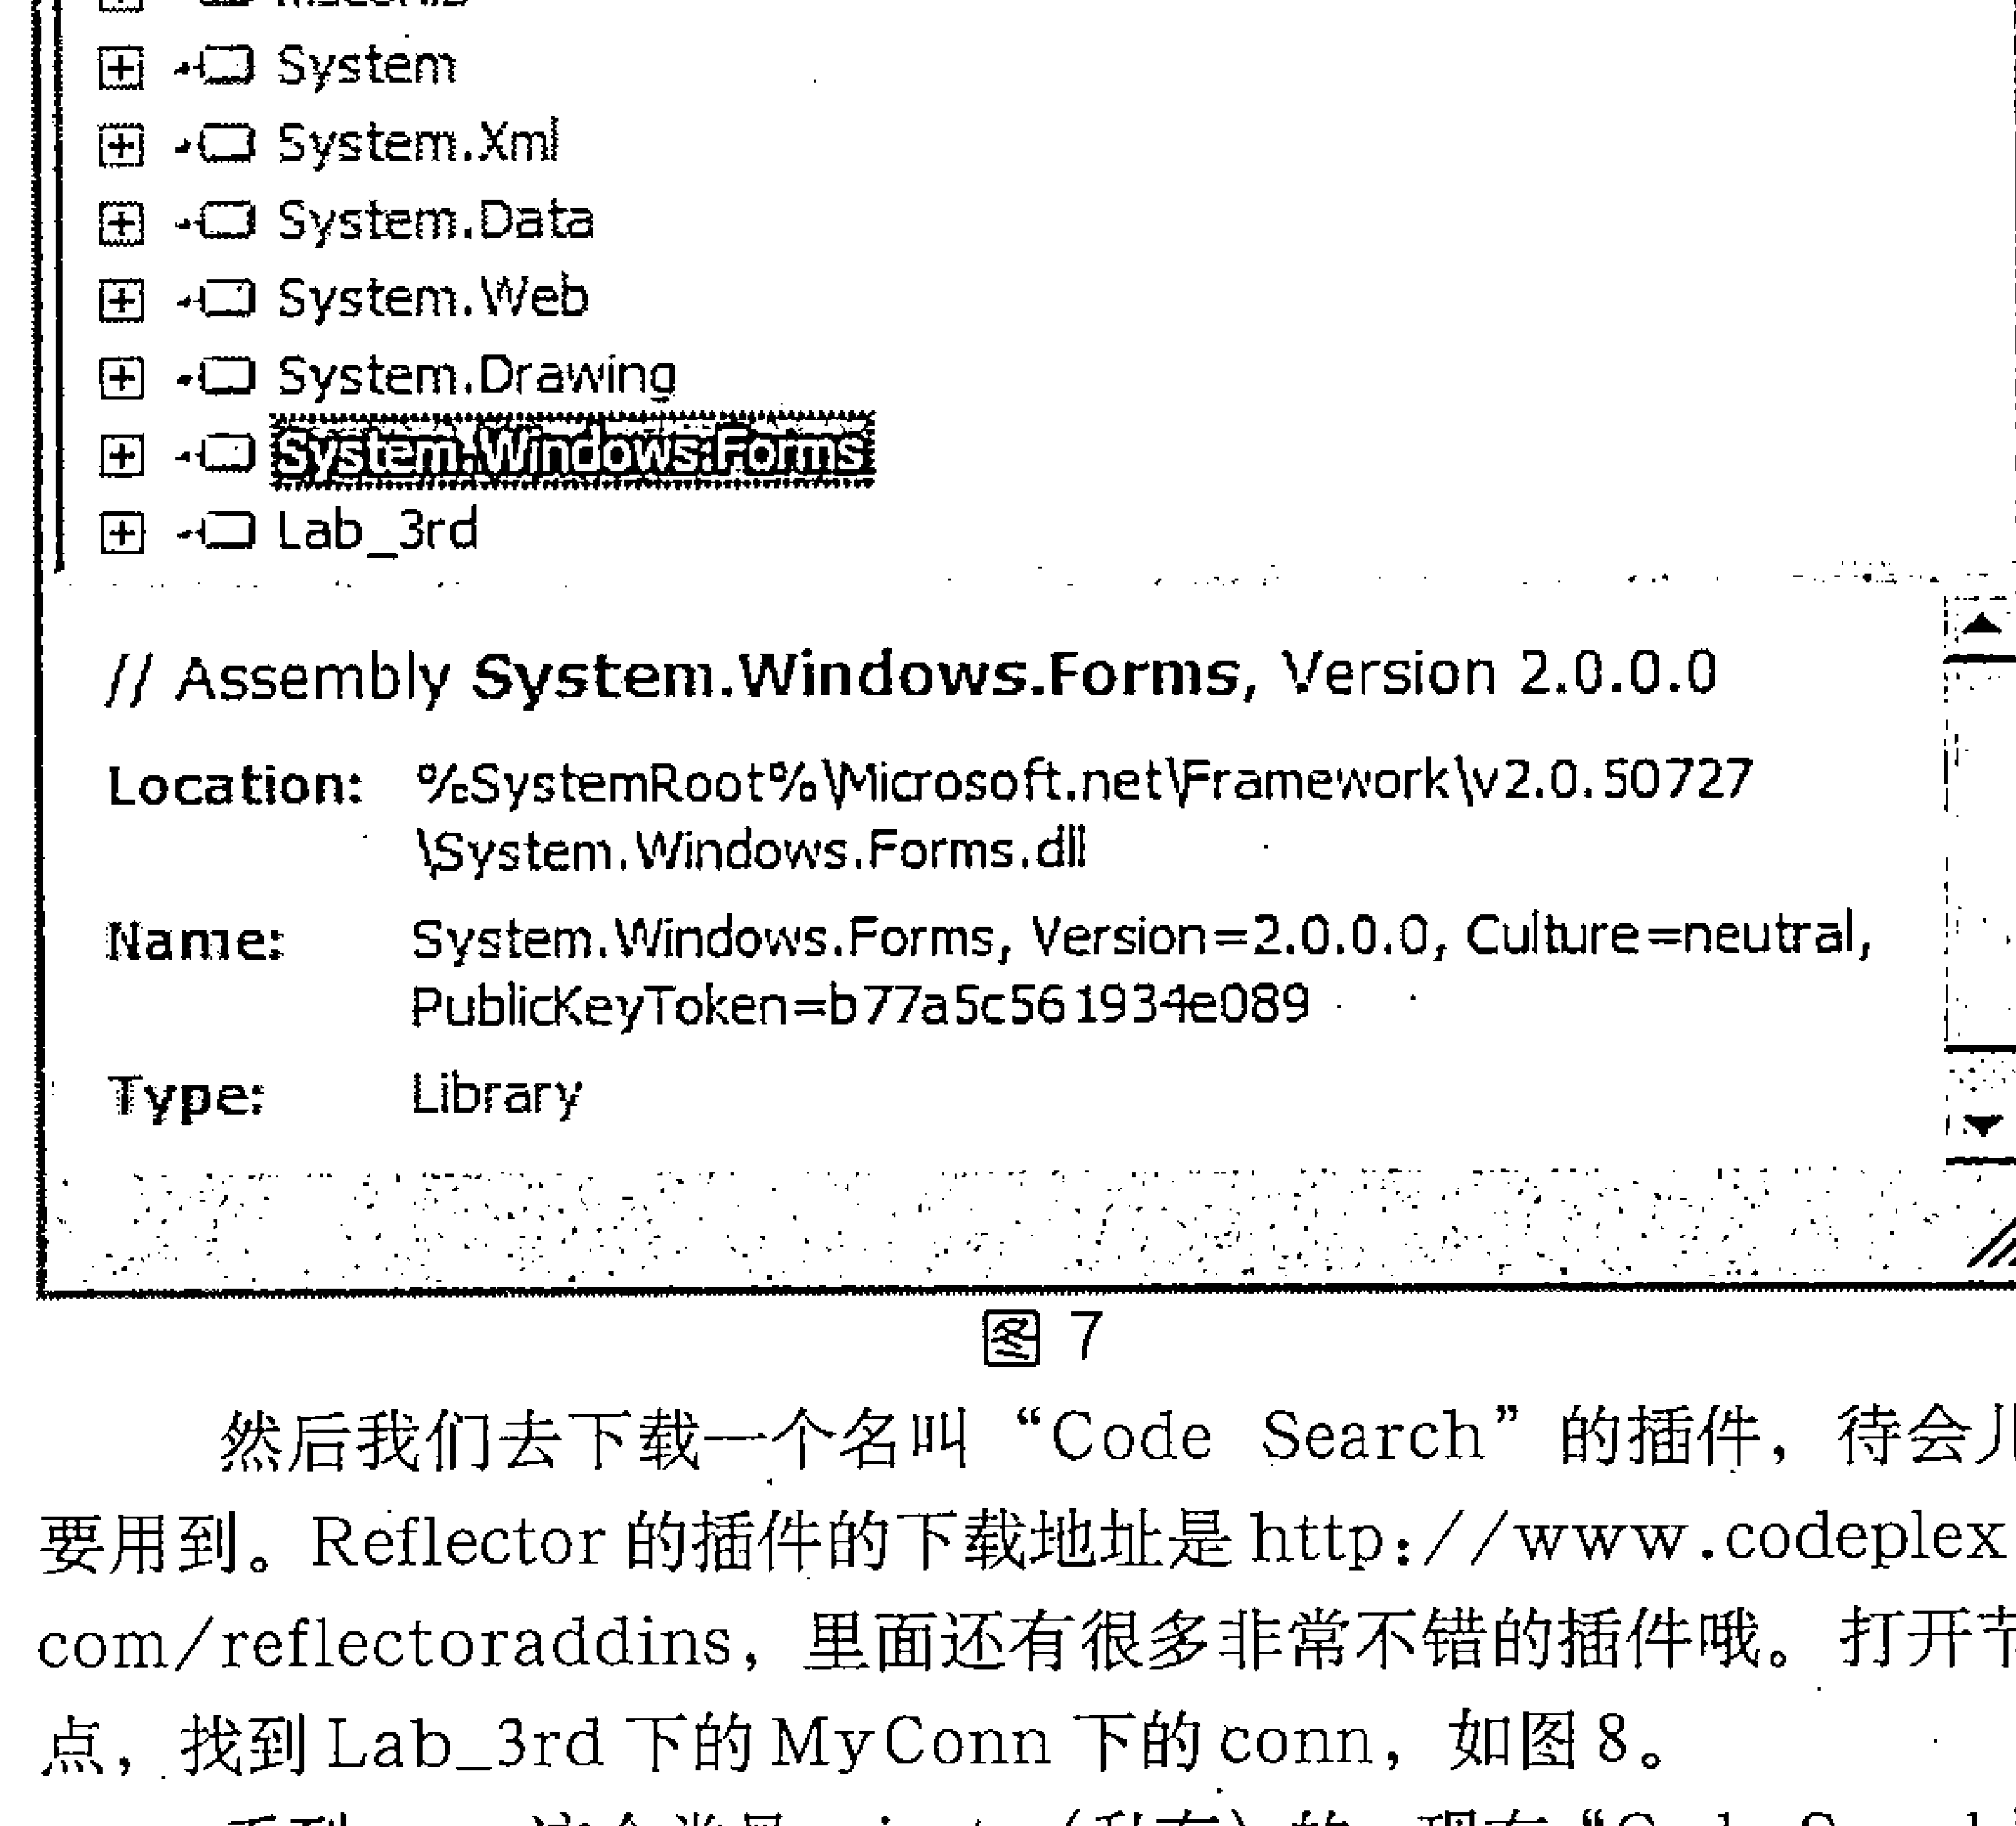 System
System.Xml
System.Data
System.Web
System.Drawing
System.Windows.Forms
Lab_3rd
// Assembly System.Windows.Forms, Version 2.0.0.0
Location: %SystemRoot%\Microsoft.net\Framework\v2.0.50727
\System.Windows.Forms.dll
Name: System.Windows.Forms, Version=2.0.0.0, Culture=neutral,
PublicKeyToken=b77a5c561934e089
Type: Library
图 7
然后我们去下载一个名叫“Code Search”的插件，待会儿
要用到。Reflector 的插件的下载地址是 http://www.codeplex
com/reflectoraddins，里面还有很多非常不错的插件哦。打开节
点，找到 Lab_3rd 下的 MyConn 下的 conn，如图 8。